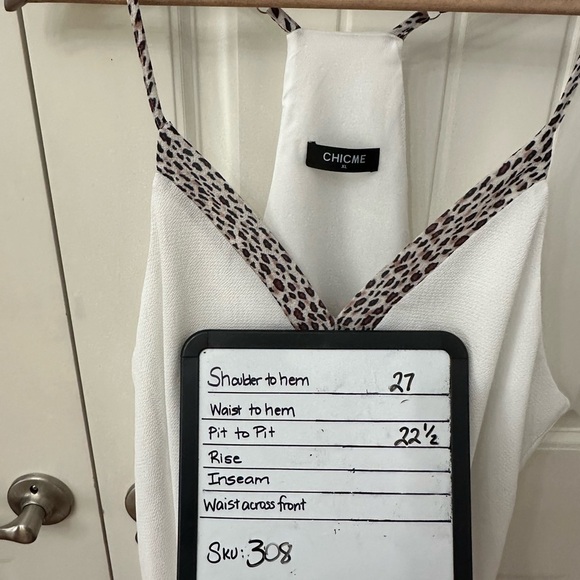 CHICME
XL
Shoulder to hem 27
Waist to hem
Pit to Pit 22 1/2
Rise
Inseam
Waist across front
SKU: 308